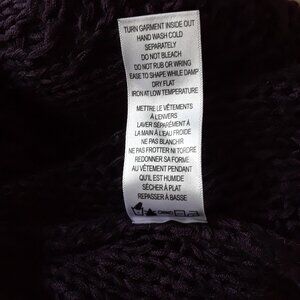 TURN GARMENT INSIDE OUT
HAND WASH COLD
SEPARATELY
DO NOT BLEACH
DO NOT RUB OR WRING
EASE TO SHAPE WHILE DAMP
DRY FLAT
IRON AT LOW TEMPERATURE
METTRE LE VÊTEMENTS
À L'ENVERS
LAVER SÉPARÉMENT À
LA MAIN À L'EAU FROIDE
NE PAS BLANCHIR
NE PAS FROTTER NI TORDRE
REDONNER SA FORME
AU VÊTEMENT PENDANT
QU'IL EST HUMIDE
SÉCHER À PLAT
REPASSER À BASSE